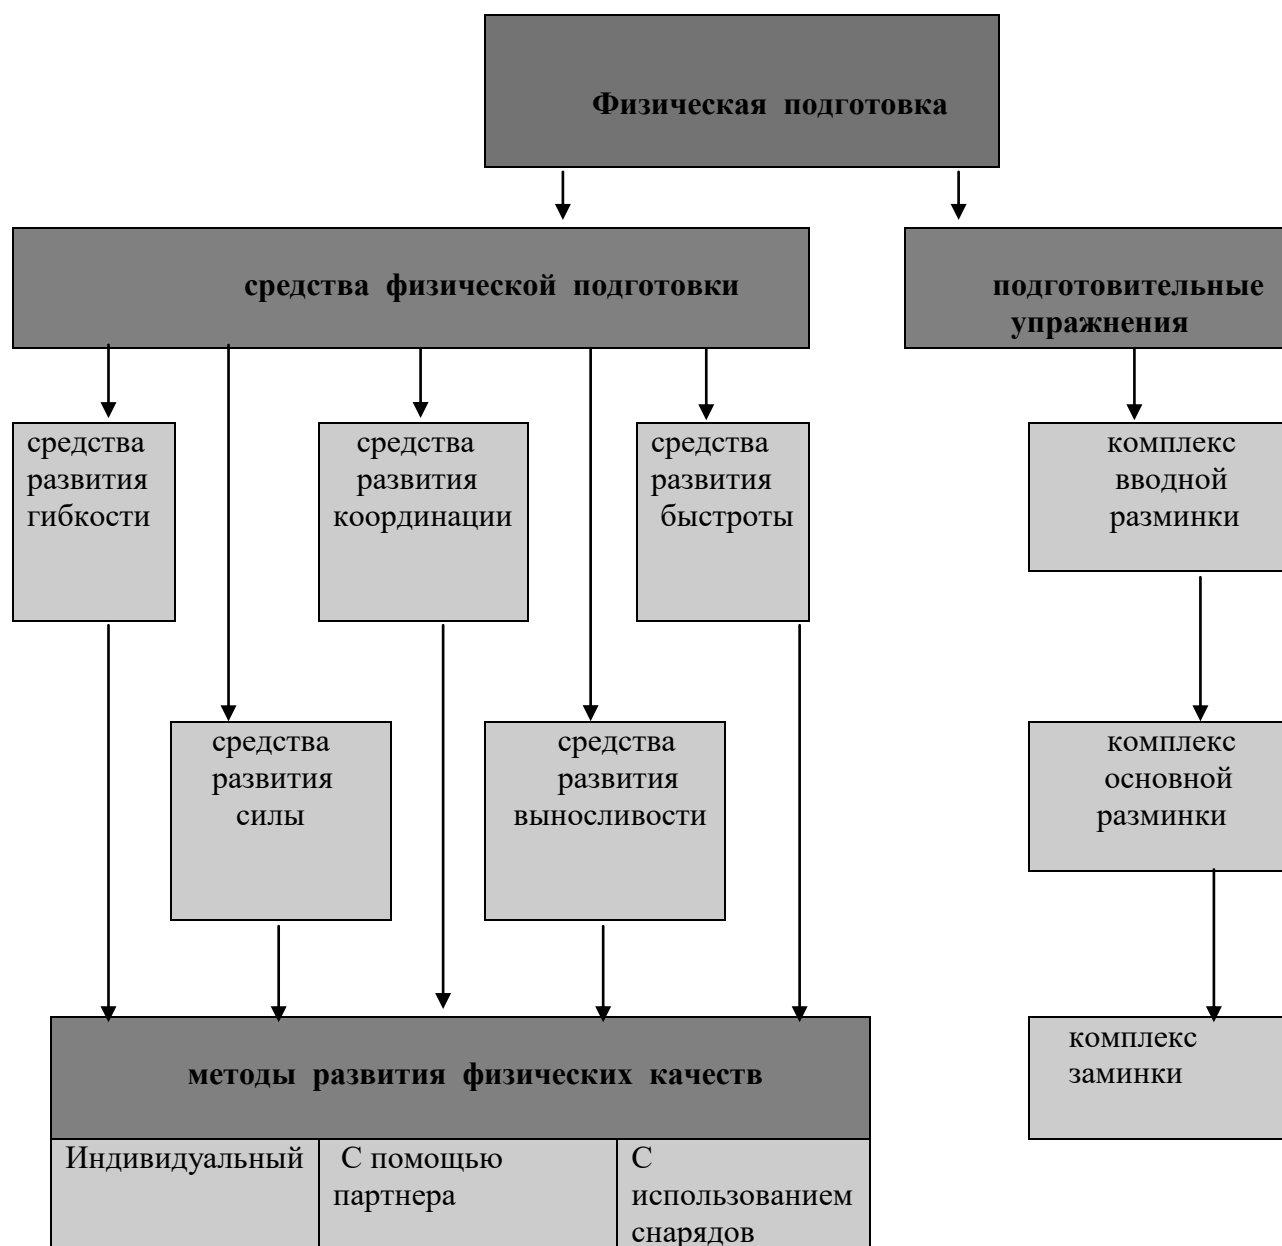 Физическая подготовка
средства физической подготовки
подготовительные
упражнения
средства
развития
гибкости
средства
развития
координации
средства
развития
быстроты
комплекс
вводной
разминки
средства
развития
силы
средства
развития
выносливости
комплекс
основной
разминки
методы развития физических качеств
Индивидуальный
С помощью
партнера
С
использованием
снарядов
комплекс
заминки